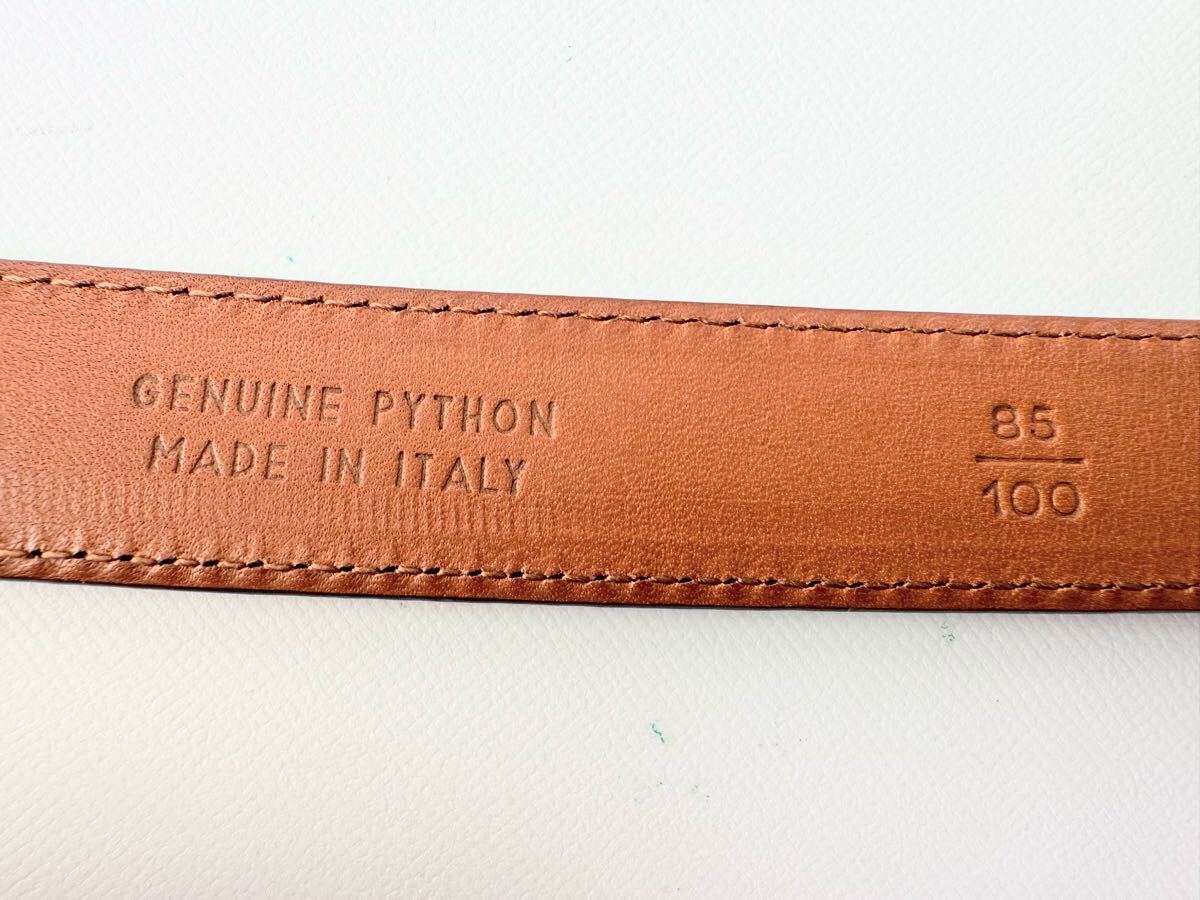 GENUINE PYTHON
MADE IN ITALY
85
100